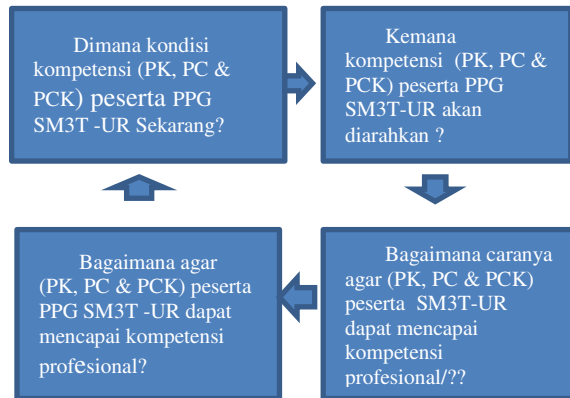 Dimana kondisi
kompetensi (PK, PC &
PCK) peserta PPG
SM3T -UR Sekarang?
Kemana
kompetensi (PK, PC &
PCK) peserta PPG
SM3T-UR akan
diarahkan ?
Bagaimana agar
(PK, PC & PCK) peserta
PPG SM3T -UR dapat
mencapai kompetensi
profesional?
Bagaimana caranya
agar (PK, PC & PCK)
peserta SM3T-UR
dapat mencapai
kompetensi
profesional/??